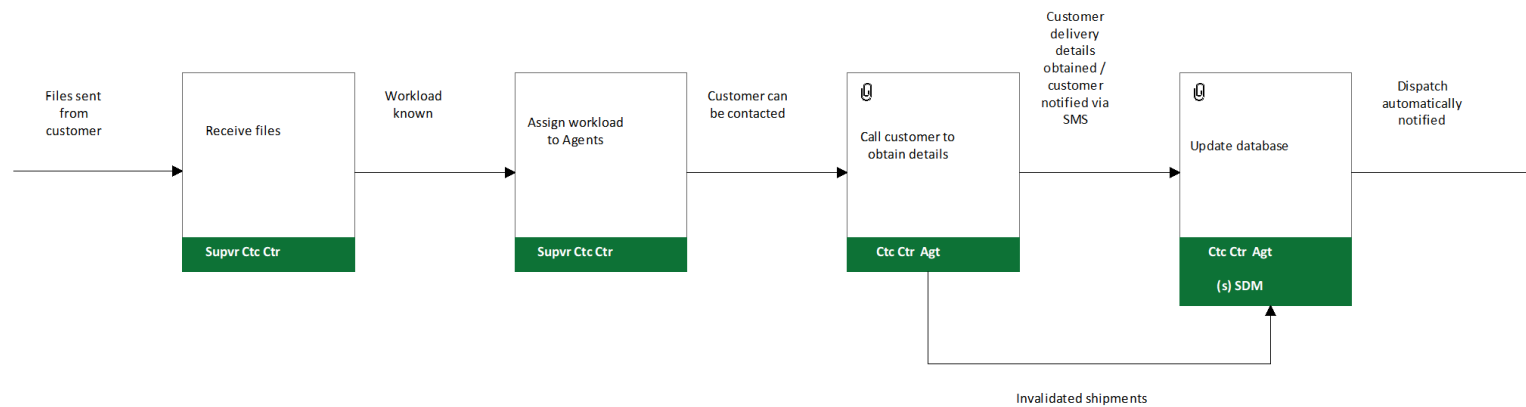 Files sent
from
customer
Receive files
Supvr Ctc Ctr
Workload
known
Assign workload
to Agents
Supvr Ctc Ctr
Customer can
be contacted
Call customer to
obtain details
Ctc Ctr Agt
Customer
delivery
details
obtained /
customer
notified via
SMS
Update database
Ctc Ctr Agt
(s) SDM
Dispatch
automatically
notified
Invalidated shipments